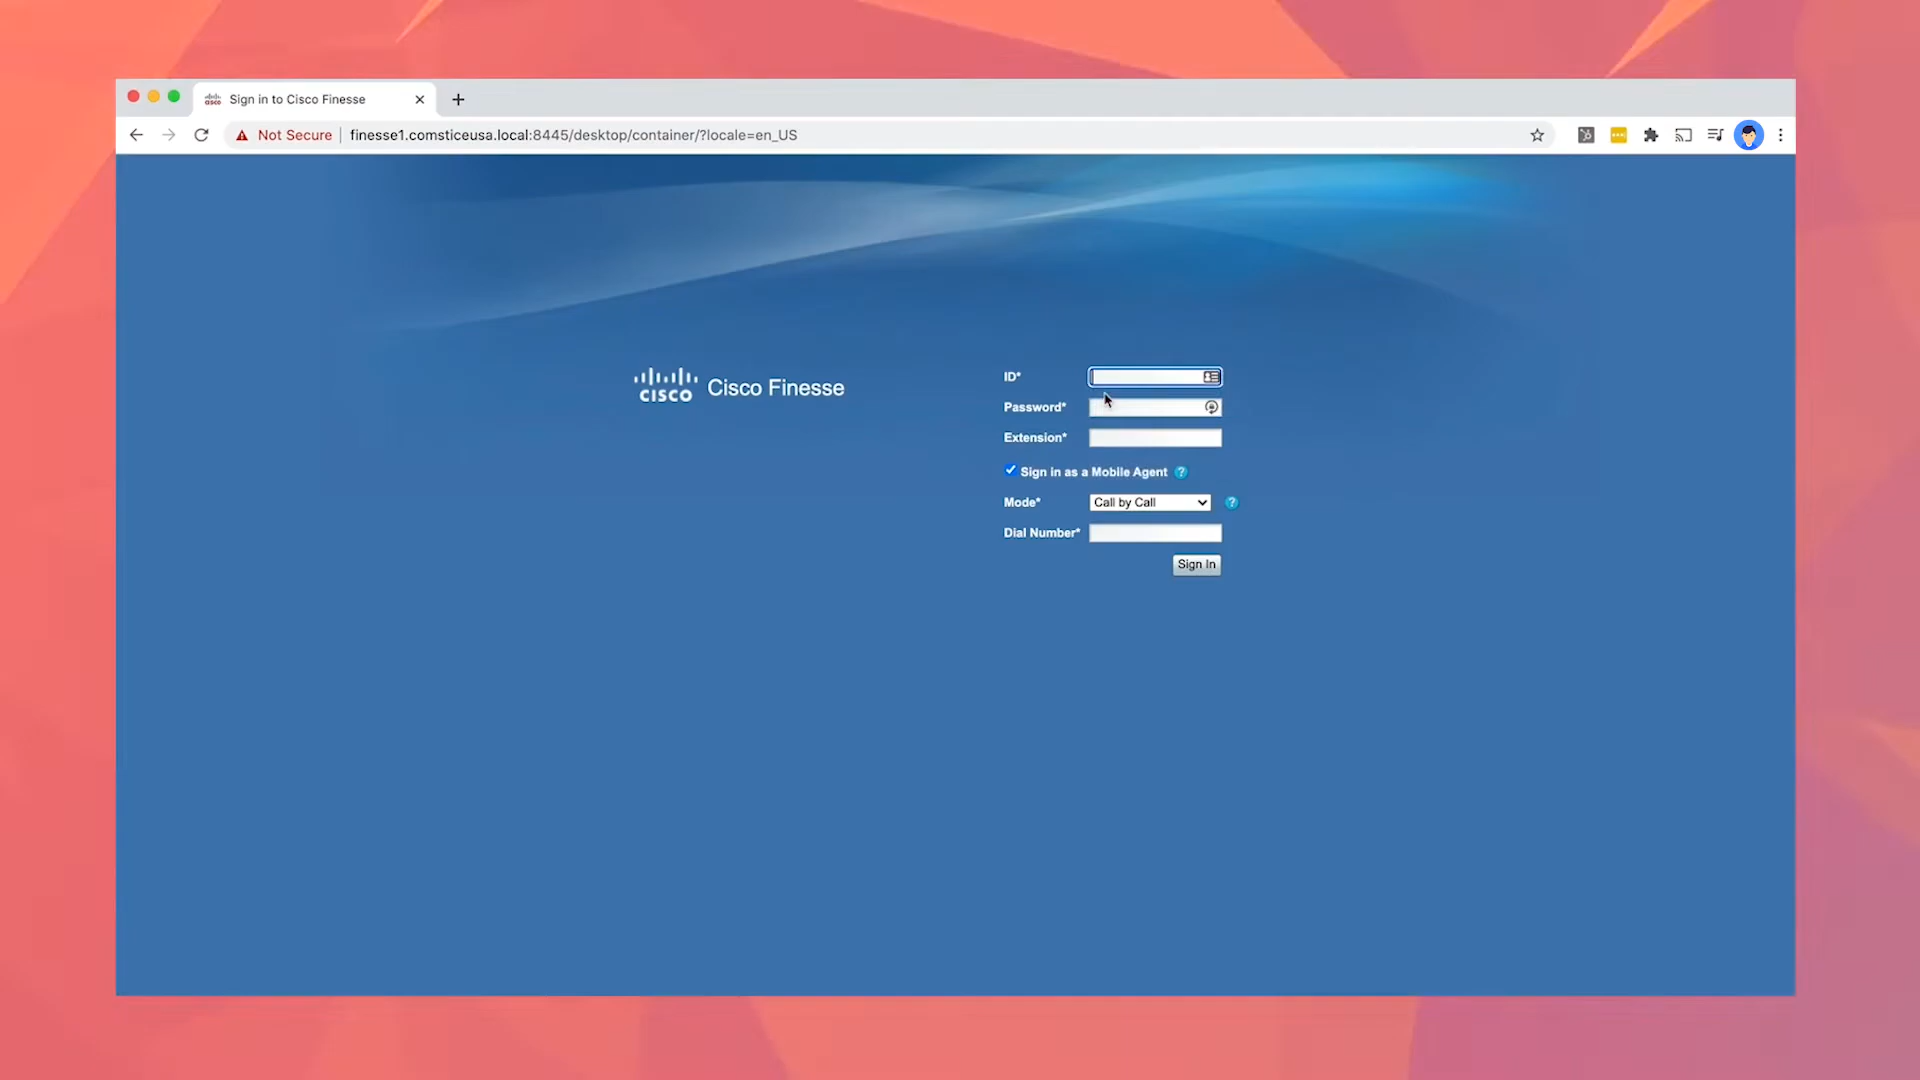 Sign in to Cisco Finesse
Not Secure
finesse1.comsticeusa.local:8445/desktop/container/?locale=en_US
CISCO Cisco Finesse
ID*
Password*
Extension*
Sign in as a Mobile Agent ?
Mode* Call by Call ?
Dial Number*
Sign In